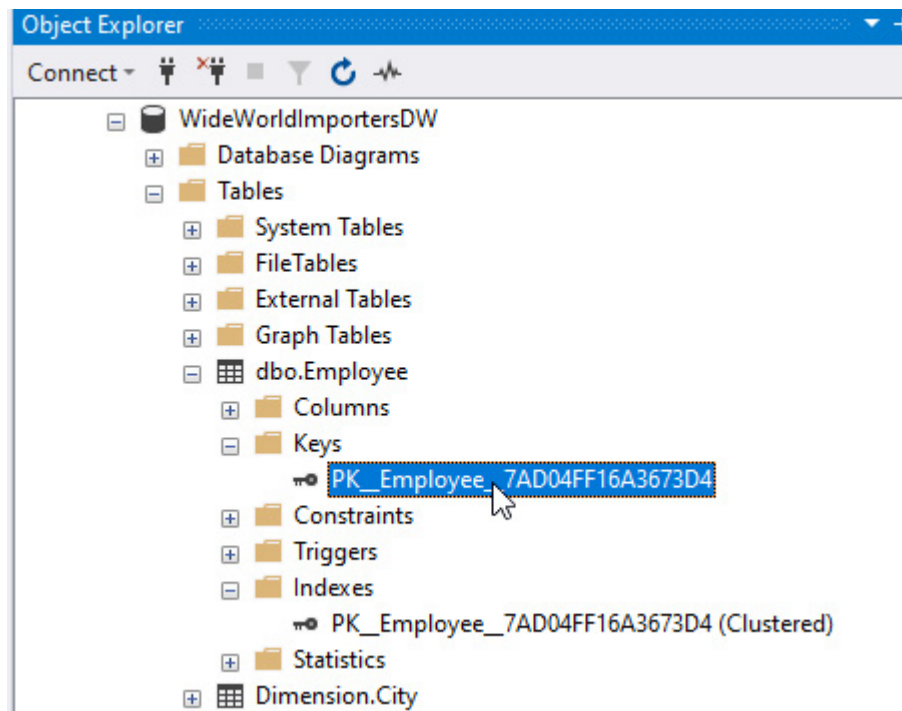 Object Explorer
Connect
WideWorldImportersDW
Database Diagrams
Tables
System Tables
FileTables
External Tables
Graph Tables
dbo.Employee
Columns
Keys
PK__Employee__7AD04FF16A3673D4
Constraints
Triggers
Indexes
PK__Employee__7AD04FF16A3673D4 (Clustered)
Statistics
Dimension.City